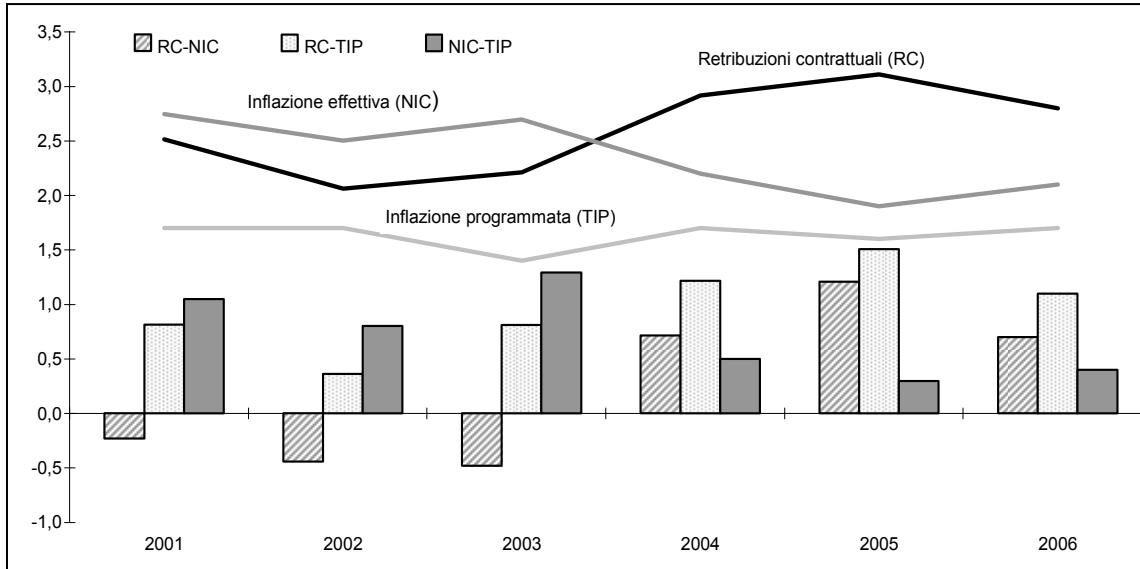 3,5
RC-NIC RC-TIP NIC-TIP
Retribuzioni contrattuali (RC)
3,0
Inflazione effettiva (NIC)
2,5
2,0
Inflazione programmata (TIP)
1,5
1,0
0,5
0,0
-0,5
-1,0
2001 2002 2003 2004 2005 2006